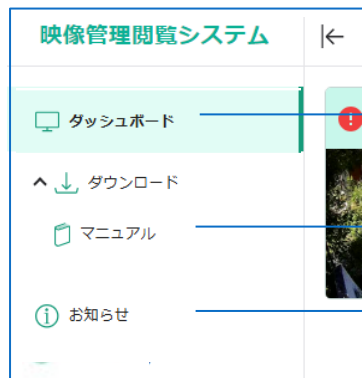 映像管理閲覧システム
ダッシュボード
ダウンロード
マニュアル
お知らせ